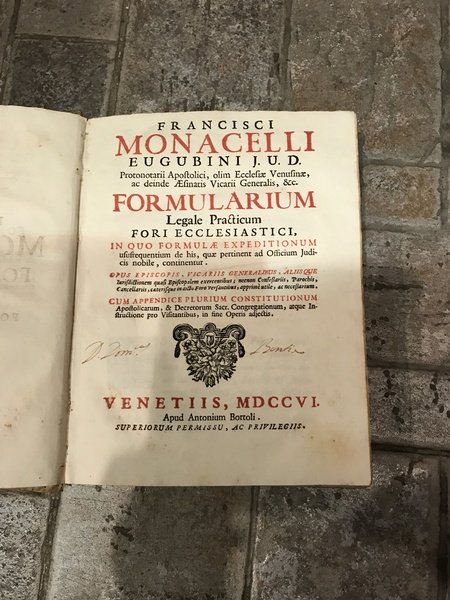 FRANCISCI
MONACELLI
EUGUBINI J. U. D.
Protonotarii Apostolici, olim Ecclesiæ Venusinæ,
ac deinde Æsinatis Vicarii Generalis, &c.
FORMULARIUM
Legale Practicum
FORI ECCLESIASTICI,
IN QUO FORMULÆ EXPEDITIONUM
usufrequentium de his, quæ pertinent ad Officium Judi-
cis nobile, continentur.
OPUS EPISCOPIS, VICARIIS GENERALIBUS, ALIISQUE
Jurisdictionem quasi Episcopalem exercentibus; necnon Confessariis, Parochis,
Cancellariis, cæterisque in dicto Foro Versantibus, apprimè utile, ac necessarium.
CUM APPENDICE PLURIUM CONSTITUTIONUM
Apostolicarum, & Decretorum Sacr. Congregationum, atque In-
structione pro Visitantibus, in fine Operis adjectis.
VENETIIS, MDCCVI.
Apud Antonium Bortoli.
SUPERIORUM PERMISSU, AC PRIVILEGIIS.